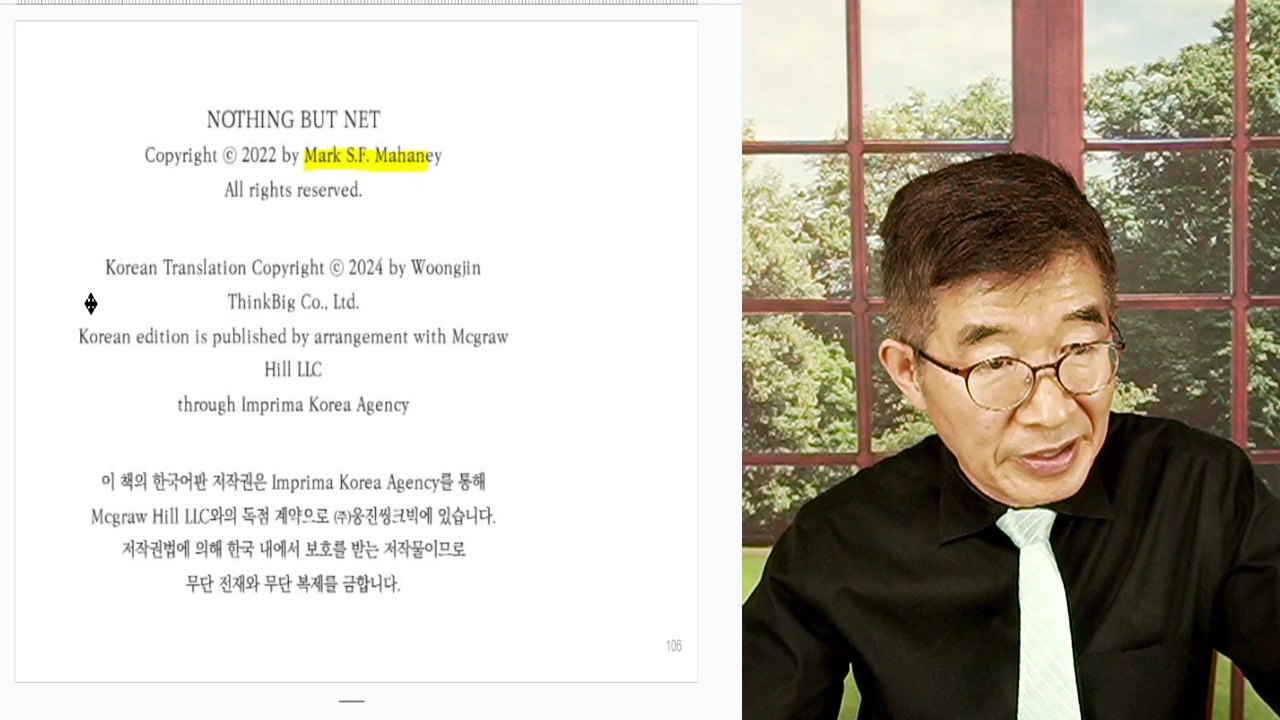 NOTHING BUT NET
Copyright © 2022 by Mark S.F. Mahaney
All rights reserved.
Korean Translation Copyright © 2024 by Woongjin
ThinkBig Co., Ltd.
Korean edition is published by arrangement with Mcgraw
Hill LLC
through Imprima Korea Agency
이 책의 한국어판 저작권은 Imprima Korea Agency를 통해
Mcgraw Hill LLC와의 독점 계약으로 ㈜웅진씽크빅에 있습니다.
저작권법에 의해 한국 내에서 보호를 받는 저작물이므로
무단 전재와 무단 복제를 금합니다.
106